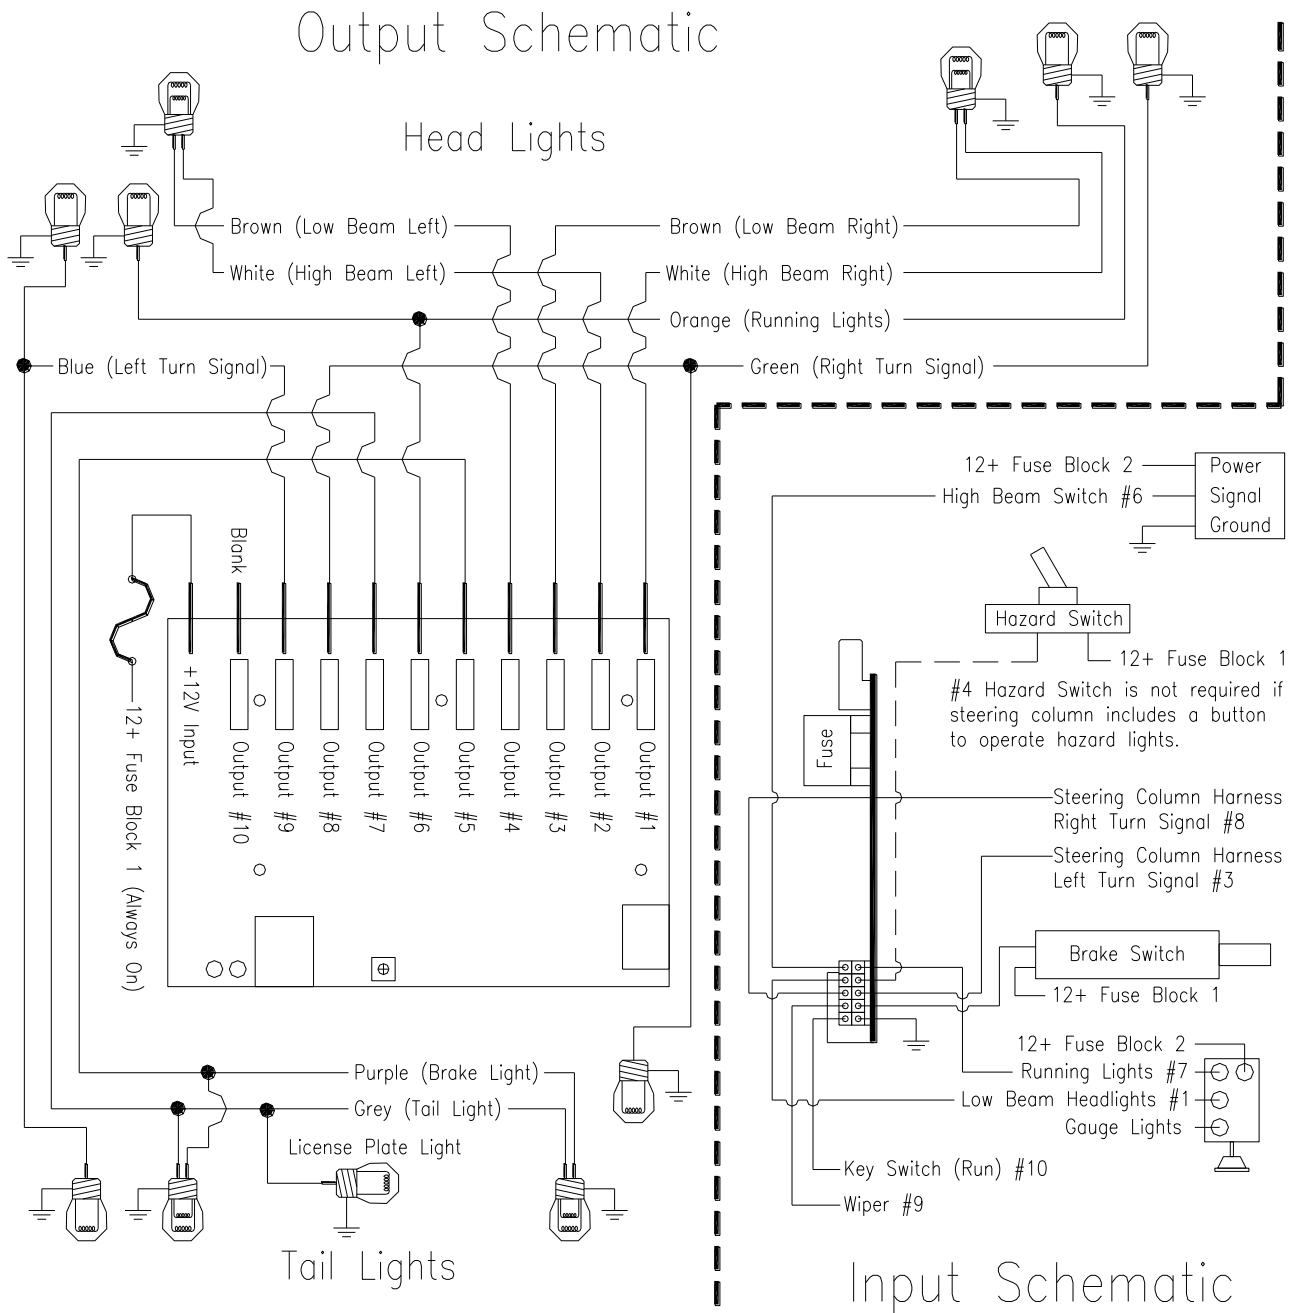 Output Schematic
Head Lights
Brown (Low Beam Left)
Brown (Low Beam Right)
White (High Beam Left)
White (High Beam Right)
Orange (Running Lights)
Blue (Left Turn Signal)
Green (Right Turn Signal)
12+ Fuse Block 2
Power
High Beam Switch #6
Signal
Ground
Blank
Hazard Switch
12+ Fuse Block 1
#4 Hazard Switch is not required if
steering column includes a button
to operate hazard lights.
+12V Input
12+ Fuse Block 1 (Always On)
Output #10
Output #9
Output #8
Output #7
Output #6
Output #5
Output #4
Output #3
Output #2
Output #1
Fuse
Steering Column Harness
Right Turn Signal #8
Steering Column Harness
Left Turn Signal #3
Brake Switch
12+ Fuse Block 1
12+ Fuse Block 2
Running Lights #7
Low Beam Headlights #1
Gauge Lights
Purple (Brake Light)
Grey (Tail Light)
License Plate Light
Key Switch (Run) #10
Wiper #9
Tail Lights
Input Schematic